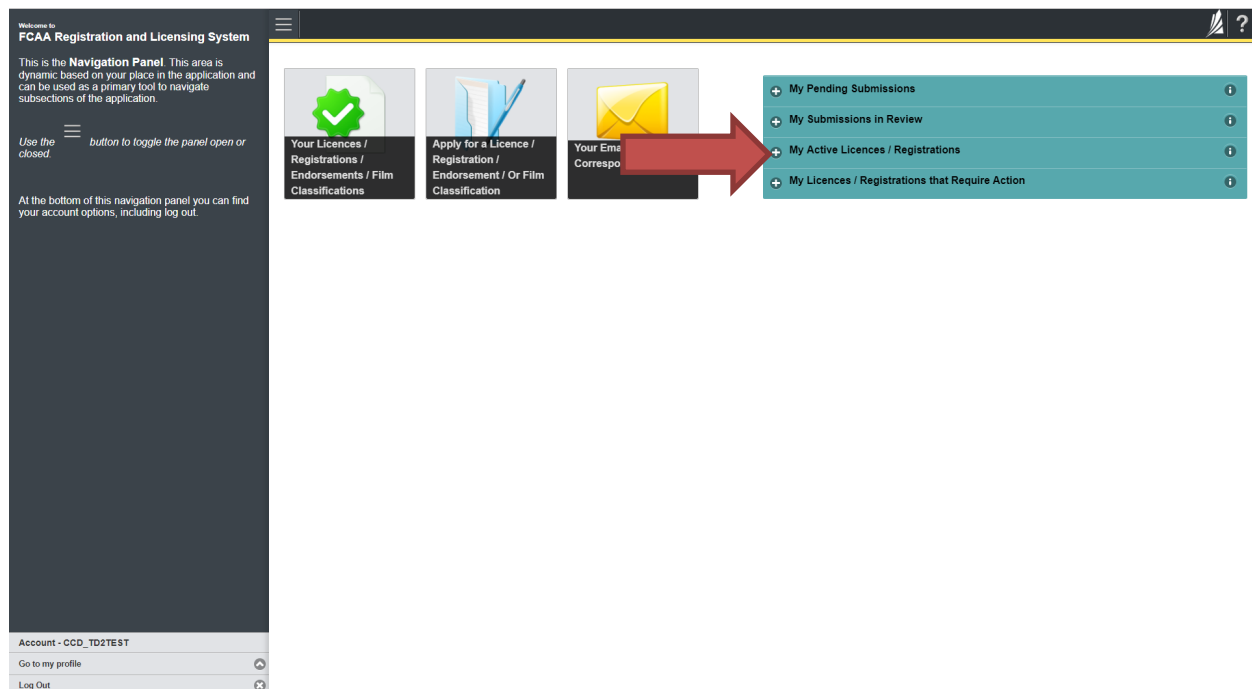 Welcome to
FCAA Registration and Licensing System
This is the Navigation Panel. This area is
dynamic based on your place in the application and
can be used as a primary tool to navigate
subsections of the application.
Use the button to toggle the panel open or
closed.
At the bottom of this navigation panel you can find
your account options, including log out.
Account - CCD_TD2TEST
Go to my profile
Log Out
?
Your Licences /
Registrations /
Endorsements / Film
Classifications
Apply for a Licence /
Registration /
Endorsement / Or Film
Classification
Your
My Pending Submissions
My Submissions in Review
My Active Licences / Registrations
My Licences / Registrations that Require Action